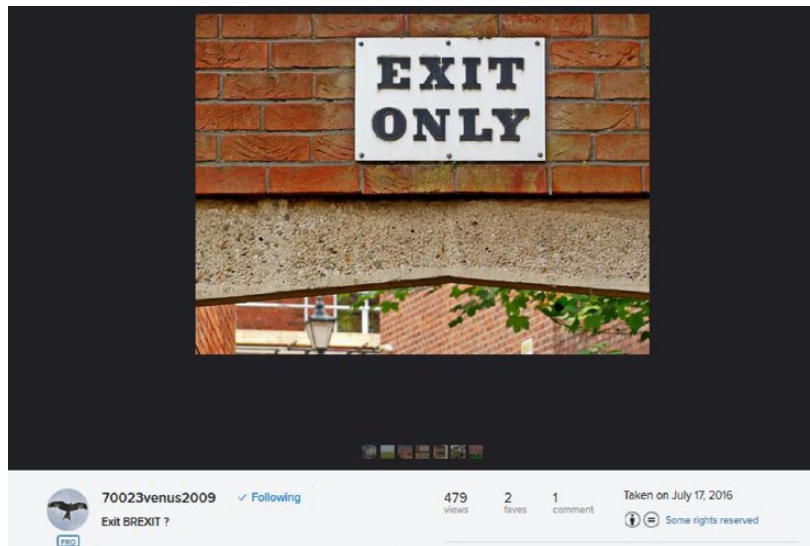 EXIT
ONLY
70023venus2009
✓ Following
Exit BREXIT ?
PRO
479
views
2
faves
1
comment
Taken on July 17, 2016
Some rights reserved